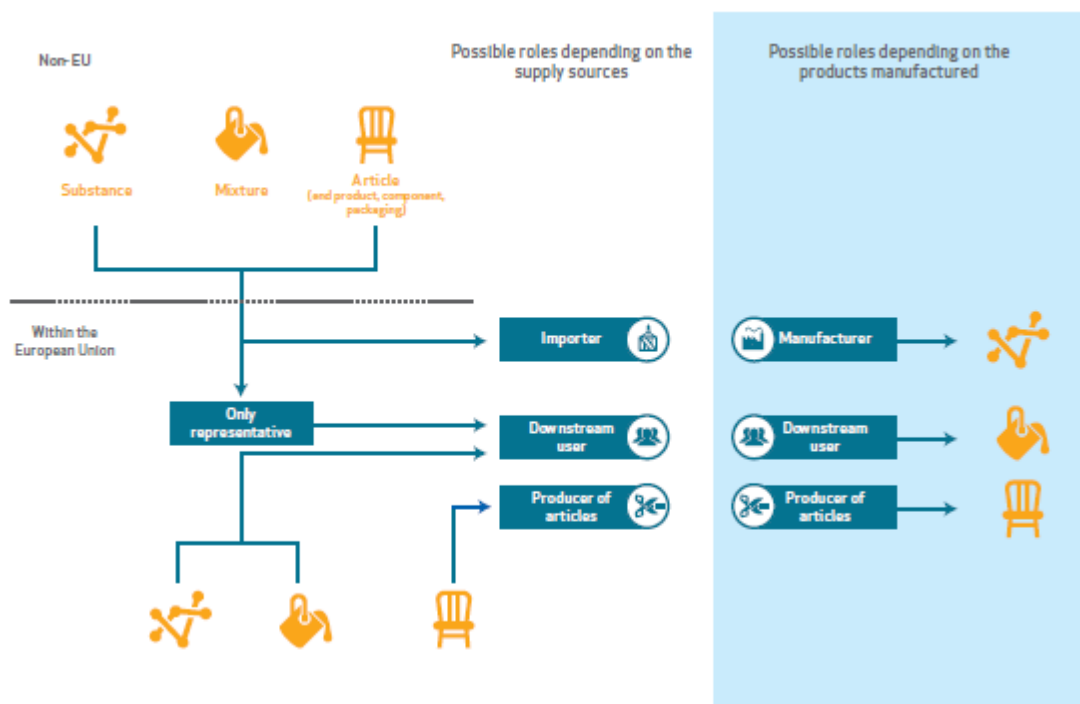 Non-EU
Possible roles depending on the
supply sources
Possible roles depending on the
products manufactured
Substance
Mixture
Article
(end product, component,
packaging)
Within the
European Union
Importer
Manufacturer
Only
representative
Downstream
user
Downstream
user
Producer of
articles
Producer of
articles